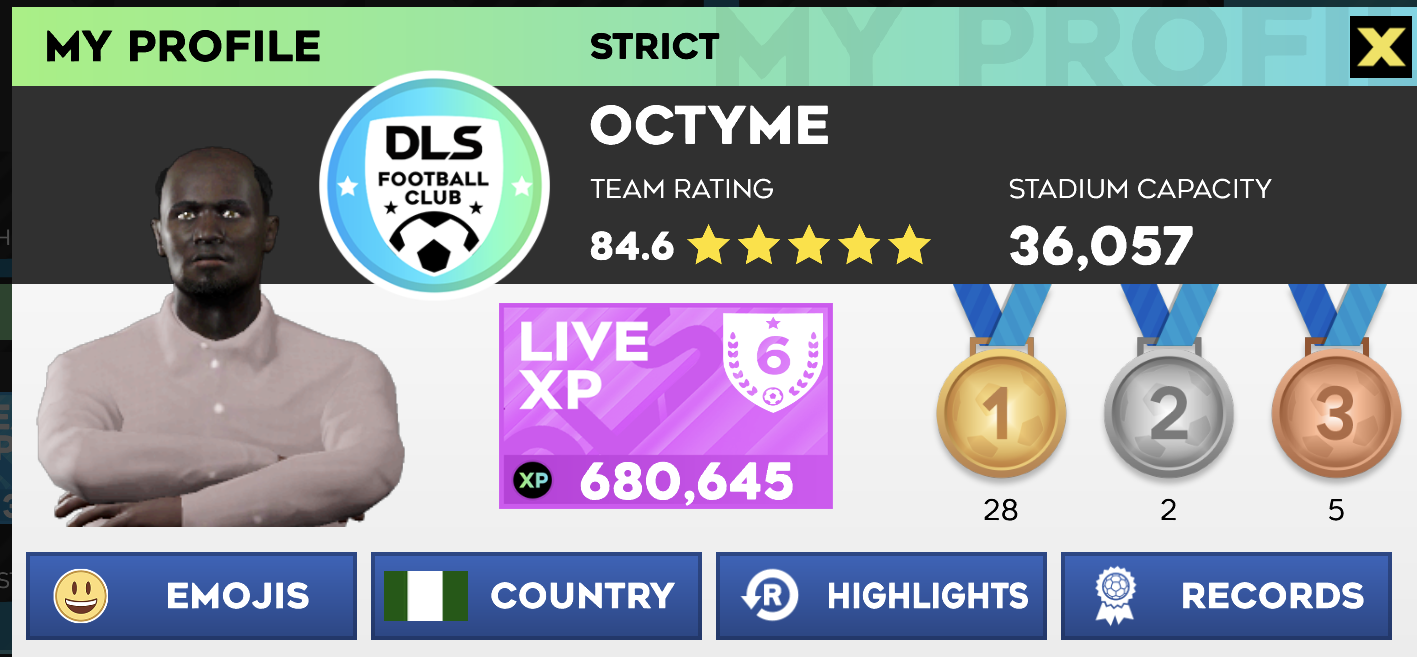 MY PROFILE
STRICT
X
DLS
FOOTBALL
CLUB
OCTYME
TEAM RATING
84.6
STADIUM CAPACITY
36,057
LIVE
XP
6
XP
680,645
1
2
3
28
2
5
EMOJIS
COUNTRY
R
HIGHLIGHTS
RECORDS